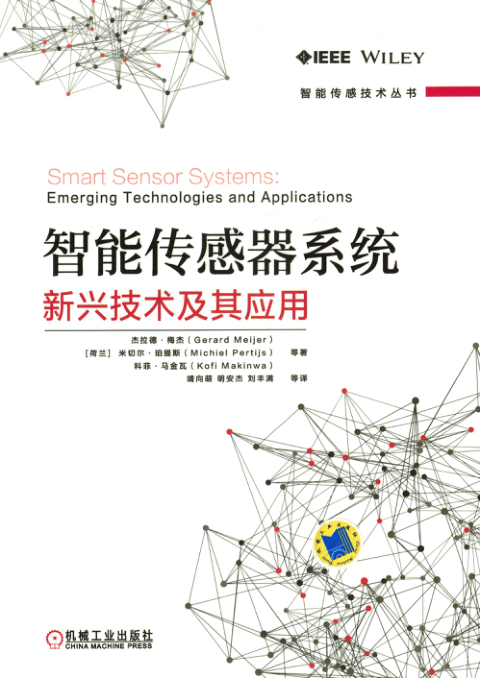 IEEE WILEY
智能传感技术丛书
Smart Sensor Systems:
Emerging Technologies and Applications
智能传感器系统
新兴技术及其应用
杰拉德·梅杰(Gerard Meijer)
[荷兰] 米切尔·珀提斯(Michiel Pertijs) 等著
科菲·马金瓦(Kofi Makinwa)
靖向萌 明安杰 刘丰满 等译
机械工业出版社
CHINA MACHINE PRESS